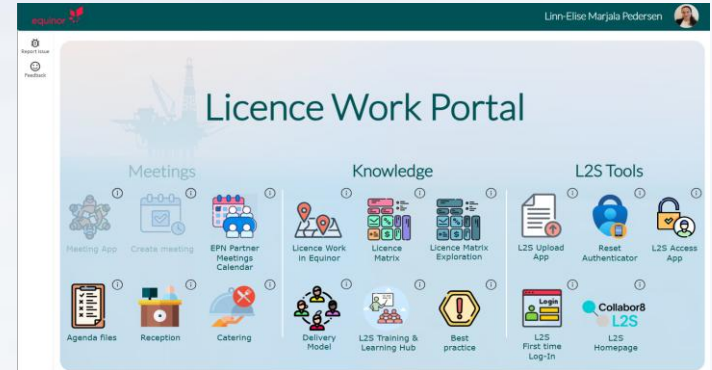 equinor
Linn-Elise Marjala Pedersen
Report issue
Feedback
Licence Work Portal
Meetings
Knowledge
L2S Tools
Meeting App
Create meeting
EPN Partner
Meetings
Calendar
Licence Work
in Equinor
Licence
Matrix
Licence Matrix
Exploration
L2S Upload
App
Reset
Authenticator
L2S Access
App
Agenda files
Reception
Catering
Delivery
Model
L2S Training &
Learning Hub
Best
practice
Login
L2S
First time
Log-In
Collabor8
L2S
L2S
Homepage